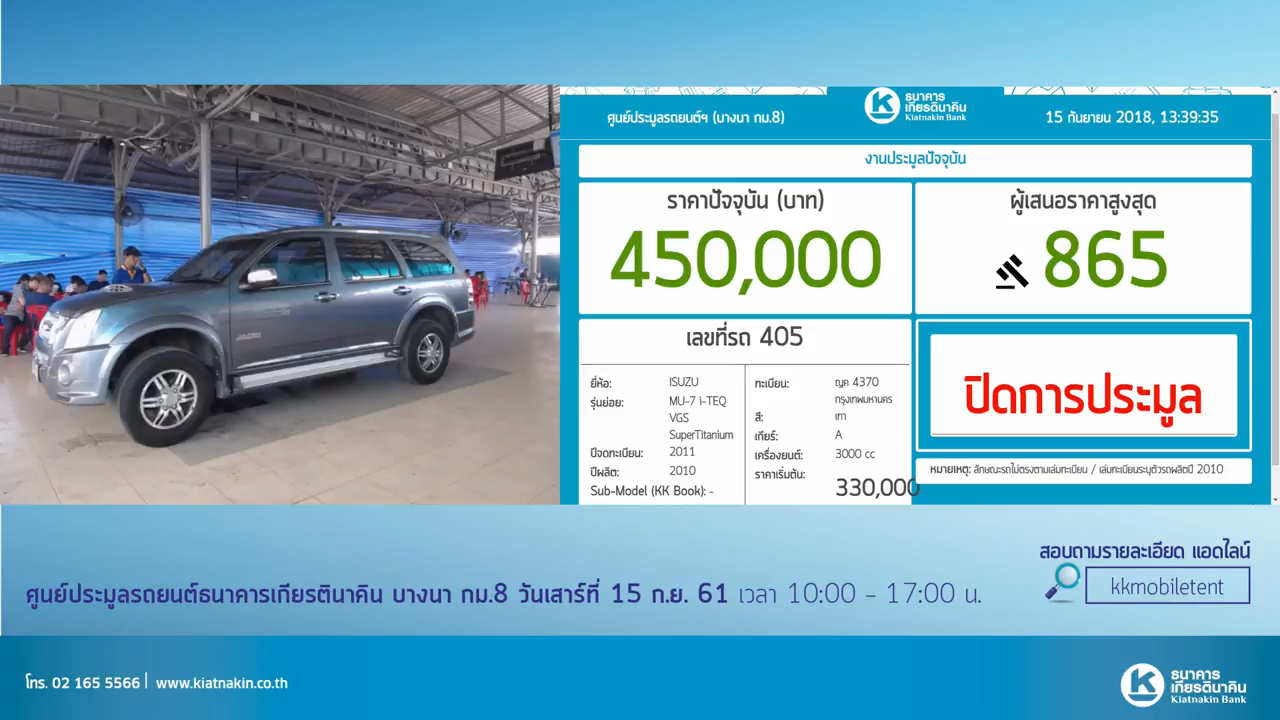 ศูนย์ประมูลรถยนต์ฯ (บางนา กม.8)
ธนาคาร
เกียรตินาคิน
Kiatnakin Bank
15 กันยายน 2018, 13:39:35
งานประมูลปัจจุบัน
ราคาปัจจุบัน (บาท)
450,000
ผู้เสนอราคาสูงสุด
865
เลขที่รถ 405
ยี่ห้อ: ISUZU
รุ่นย่อย: MU-7 i-TEQ
VGS
SuperTitanium
ปีจดทะเบียน: 2011
ปีผลิต: 2010
Sub-Model (KK Book): -
ทะเบียน: ญค 4370
กรุงเทพมหานคร
สี: เทา
เกียร์: A
เครื่องยนต์: 3000 cc
ราคาเริ่มต้น:
330,000
ปิดการประมูล
หมายเหตุ: ลักษณะรถไม่ตรงตามเล่มทะเบียน / เล่มทะเบียนระบุตัวรถผลิตปี 2010
สอบถามรายละเอียด แอดไลน์
kkmobiletent
ศูนย์ประมูลรถยนต์ธนาคารเกียรตินาคิน บางนา กม.8 วันเสาร์ที่ 15 ก.ย. 61 เวลา 10:00 - 17:00 น.
โทร. 02 165 5566 | www.kiatnakin.co.th
ธนาคาร
เกียรตินาคิน
Kiatnakin Bank